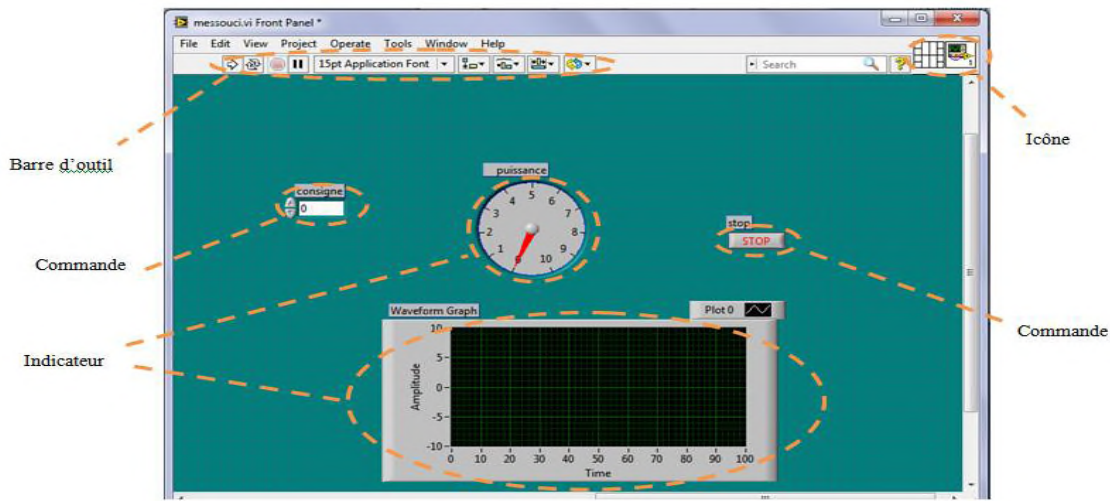 messouci.vi Front Panel *
File Edit View Project Operate Tools Window Help
15pt Application Font
Search
Icône
Barre d'outil
consigne
0
puissance
0 1 2 3 4 5 6 7 8 9 10
stop
STOP
Commande
Commande
Indicateur
Waveform Graph
Plot 0
Amplitude
10
5
0
-5
-10
0 10 20 30 40 50 60 70 80 90 100
Time